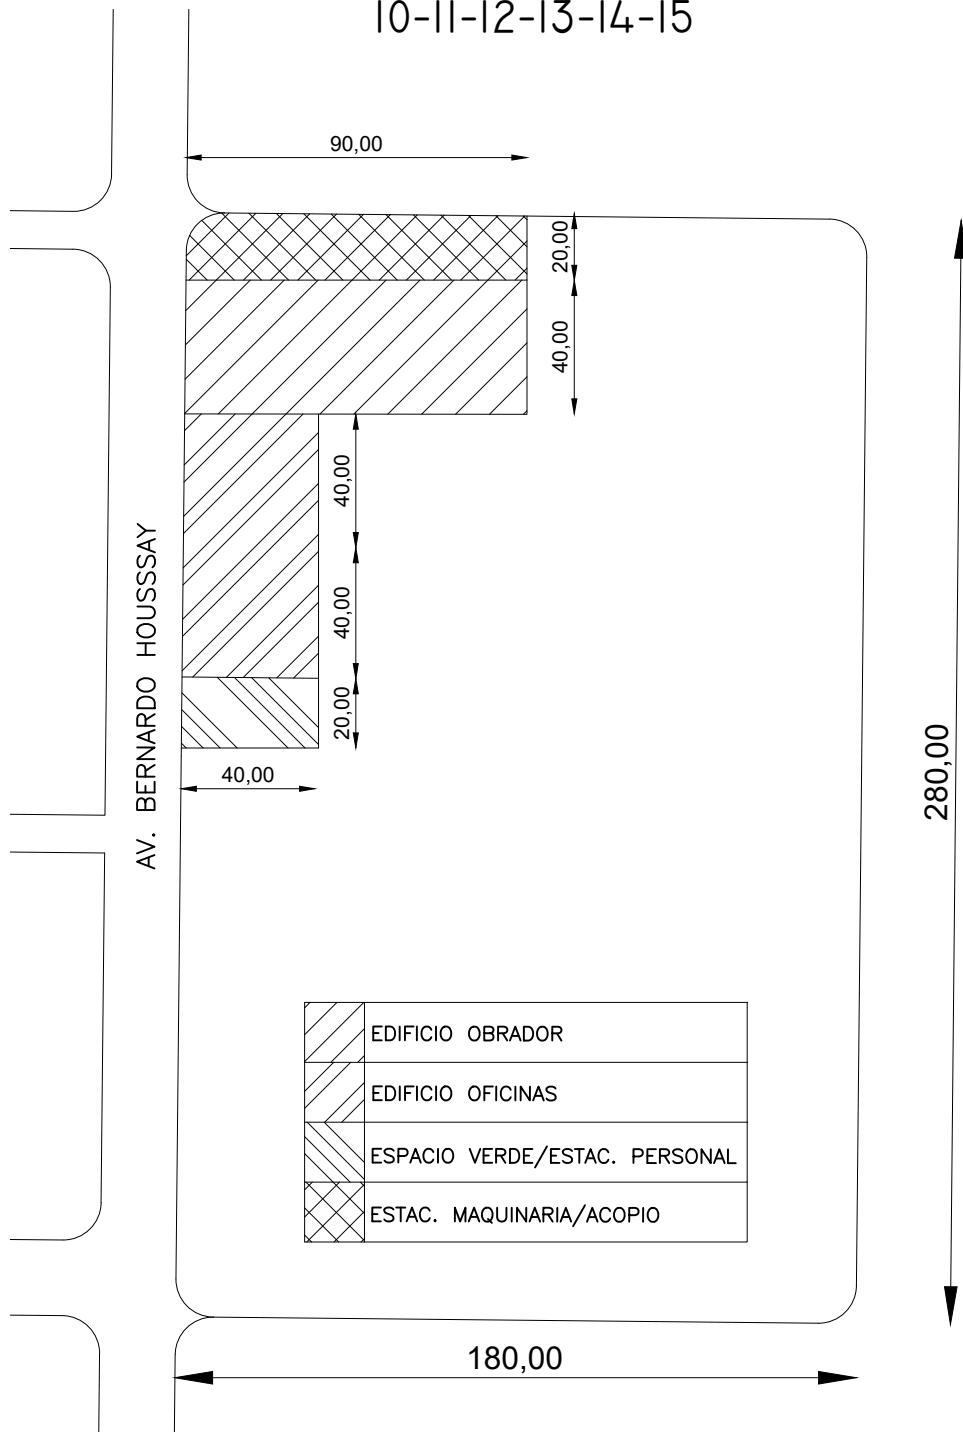 10-11-12-13-14-15
90,00
20,00
40,00
40,00
40,00
20,00
40,00
AV. BERNARDO HOUSSSAY
280,00
EDIFICIO OBRADOR
EDIFICIO OFICINAS
ESPACIO VERDE/ESTAC. PERSONAL
ESTAC. MAQUINARIA/ACOPIO
180,00